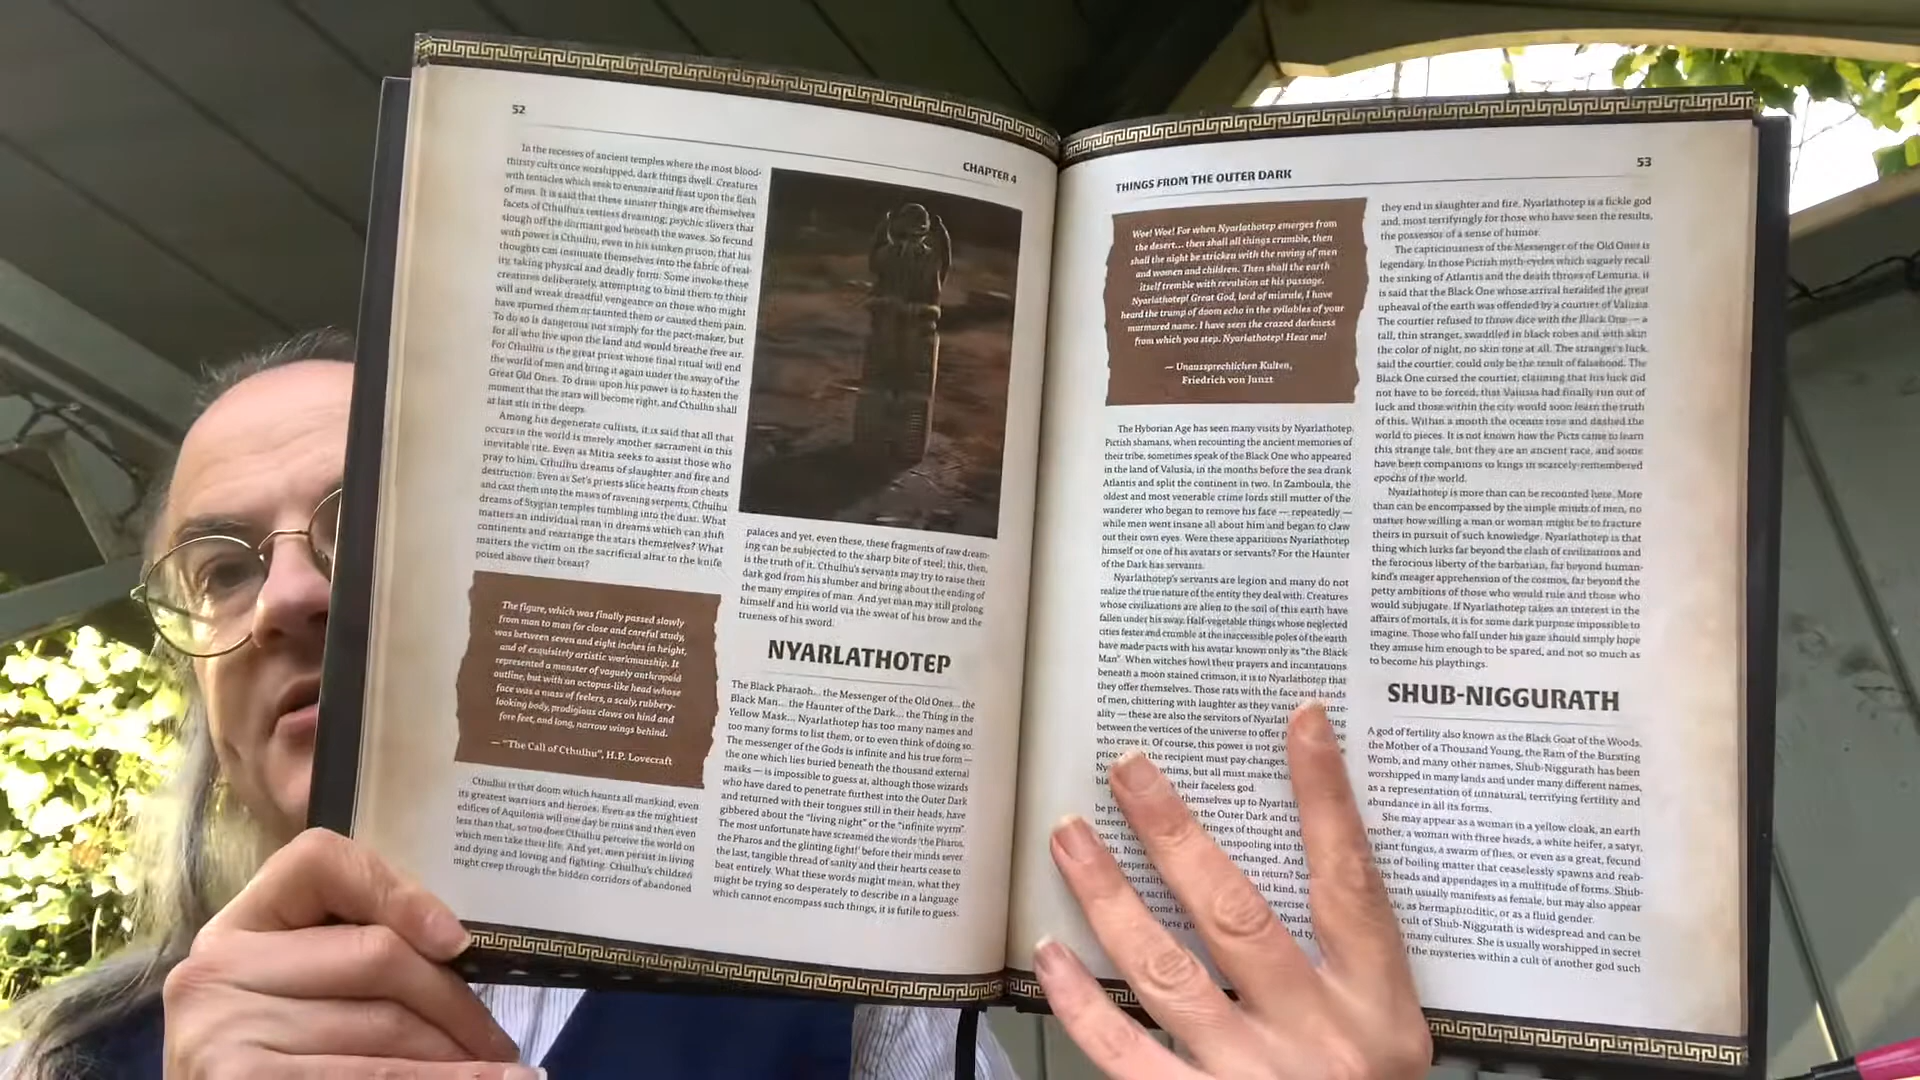 52
CHAPTER 4
In the recesses of ancient temples where the most blood-
thirsty cults once worshipped, dark things dwell. Creatures
with tentacles which seek to ensnare and feast upon the flesh
of men. It is said that these sinister things are themselves
facets of Cthulhu's restless dreaming; psychic slivers that
slough off the dormant god beneath the waves. So fecund
with power is Cthulhu, even in his sunken prison, that his
thoughts can insinuate themselves into the fabric of real-
ity, taking physical and deadly form. Some invoke these
creatures deliberately, attempting to bind them to their
will and wreak dreadful vengeance on those who might
have spurned them or taunted them or caused them pain.
To do so is dangerous not simply for the pact-maker, but
for all who live upon the land and would breathe free air.
For Cthulhu is the great priest whose final ritual will end
the world of men and bring it again under the sway of the
Great Old Ones. To draw upon his power is to hasten the
moment that the stars will become right, and Cthulhu shall
at last stir in the deeps.
Among his degenerate cultists, it is said that all that
occurs in the world is merely another sacrament in this
inevitable rite. Even as Mitra seeks to assist those who
pray to him, Cthulhu dreams of slaughter and fire and
destruction. Even as Set's priests slice hearts from chests
and cast them into the maws of ravening serpents, Cthulhu
dreams of Stygian temples tumbling into the dust. What
matters an individual man in dreams which can shift
continents and rearrange the stars themselves? What
matters the victim on the sacrificial altar to the knife
poised above their breast?
The figure, which was finally passed slowly
from man to man for close and careful study,
was between seven and eight inches in height,
and of exquisitely artistic workmanship. It
represented a monster of vaguely anthropoid
outline, but with an octopus-like head whose
face was a mass of feelers, a scaly, rubbery-
looking body, prodigious claws on hind and
fore feet, and long, narrow wings behind.
— "The Call of Cthulhu", H.P. Lovecraft
Cthulhu is that doom which haunts all mankind, even
its greatest warriors and heroes. Even as the mightiest
edifices of Aquilonia will one day be ruins and then even
less than that, so too does Cthulhu perceive the world on
which men take their life. And yet, men persist in living
and dying and loving and fighting. Cthulhu's children
might creep through the hidden corridors of abandoned
palaces and yet, even these, these fragments of raw dream-
ing can be subjected to the sharp bite of steel; this, then,
is the truth of it. Cthulhu's servants may try to raise their
dark god from his slumber and bring about the ending of
the many empires of man. And yet man may still prolong
himself and his world via the sweat of his brow and the
trueness of his sword.
NYARLATHOTEP
The Black Pharaoh... the Messenger of the Old Ones... the
Black Man... the Haunter of the Dark... the Thing in the
Yellow Mask... Nyarlathotep has too many names and
too many forms to list them, or to even think of doing so.
The messenger of the Gods is infinite and his true form —
the one which lies buried beneath the thousand external
masks — is impossible to guess at, although those wizards
who have dared to penetrate furthest into the Outer Dark
and returned with their tongues still in their heads, have
gibbered about the "living night" or the "infinite wyrm".
The most unfortunate have screamed the words 'the Pharos,
the Pharos and the glinting light!' before their minds sever
the last, tangible thread of sanity and their hearts cease to
beat entirely. What these words might mean, what they
might be trying so desperately to describe in a language
which cannot encompass such things, it is futile to guess.
THINGS FROM THE OUTER DARK
53
Woe! Woe! For when Nyarlathotep emerges from
the desert... then shall all things crumble, then
shall the night be stricken with the raving of men
and women and children. Then shall the earth
itself tremble with revulsion at his passage.
Nyarlathotep! Great God, lord of misrule, I have
heard the trump of doom echo in the syllables of your
murmured name. I have seen the crazed darkness
from which you step. Nyarlathotep! Hear me!
— Unaussprechlichen Kulten,
Friedrich von Junzt
The Hyborian Age has seen many visits by Nyarlathotep.
Pictish shamans, when recounting the ancient memories of
their tribe, sometimes speak of the Black One who appeared
in the land of Valusia, in the months before the sea drank
Atlantis and split the continent in two. In Zamboula, the
oldest and most venerable crime lords still mutter of the
wanderer who began to remove his face — repeatedly —
while men went insane all about him and began to claw
out their own eyes. Were these apparitions Nyarlathotep
himself or one of his avatars or servants? For the Haunter
of the Dark has servants.
Nyarlathotep's servants are legion and many do not
realize the true nature of the entity they deal with. Creatures
whose civilizations are alien to the soil of this earth have
fallen under his sway. Half-vegetable things whose neglected
cities fester and crumble at the inaccessible poles of the earth
have made pacts with his avatar known only as "the Black
Man". When witches howl their prayers and incantations
beneath a moon stained crimson, it is to Nyarlathotep that
they offer themselves. Those rats with the face and hands
of men, chittering with laughter as they vanish
ality — these are also the servitors of
between the vertices of the universe to offer
who crave it. Of course, this power is not
the recipient must pay changes.
whims, but all must make
their faceless god.
themselves up to
the Outer Dark and
fringes of thought and
unseen unspooling into
unchanged. And
in return? So
they end in slaughter and fire. Nyarlathotep is a fickle god
and, most terrifyingly for those who have seen the results,
the possessor of a sense of humor.
The capriciousness of the Messenger of the Old Ones is
legendary. In those Pictish myth-cycles which vaguely recall
the sinking of Atlantis and the death throes of Lemuria, it
is said that the Black One whose arrival heralded the great
upheaval of the earth was offended by a courtier of Valusia.
The courtier refused to throw dice with the Black One — a
tall, thin stranger, swaddled in black robes and with skin
the color of night, no skin tone at all. The stranger's luck,
said the courtier, could only be the result of falsehood. The
Black One cursed the courtier, claiming that his luck did
not have to be forced, that Valusia had finally run out of
luck and those within the city would soon learn the truth
of this. Within a month the oceans rose and dashed the
world to pieces. It is not known how the Picts came to learn
this strange tale, but they are an ancient race, and some
have been companions to kings in scarcely-remembered
epochs of the world.
Nyarlathotep is more than can be recounted here. More
than can be encompassed by the simple minds of men, no
matter how willing a man or woman might be to fracture
theirs in pursuit of such knowledge. Nyarlathotep is that
thing which lurks far beyond the clash of civilizations and
the ferocious liberty of the barbarian, far beyond human-
kind's meager apprehension of the cosmos, far beyond the
petty ambitions of those who would rule and those who
would subjugate. If Nyarlathotep takes an interest in the
affairs of mortals, it is for some dark purpose impossible to
imagine. Those who fall under his gaze should simply hope
they amuse him enough to be spared, and not so much as
to become his playthings.
SHUB-NIGGURATH
A god of fertility also known as the Black Goat of the Woods,
the Mother of a Thousand Young, the Ram of the Bursting
Womb, and many other names, Shub-Niggurath has been
worshipped in many lands and under many different names,
as a representation of unnatural, terrifying fertility and
abundance in all its forms.
She may appear as a woman in a yellow cloak, an earth
mother, a woman with three heads, a white heifer, a satyr,
giant fungus, a swarm of flies, or even as a great, fecund
of boiling matter that ceaselessly spawns and reab-
heads and appendages in a multitude of forms. Shub-
usually manifests as female, but may also appear
as hermaphroditic, or as a fluid gender.
cult of Shub-Niggurath is widespread and can be
many cultures. She is usually worshipped in secret
the mysteries within a cult of another god such